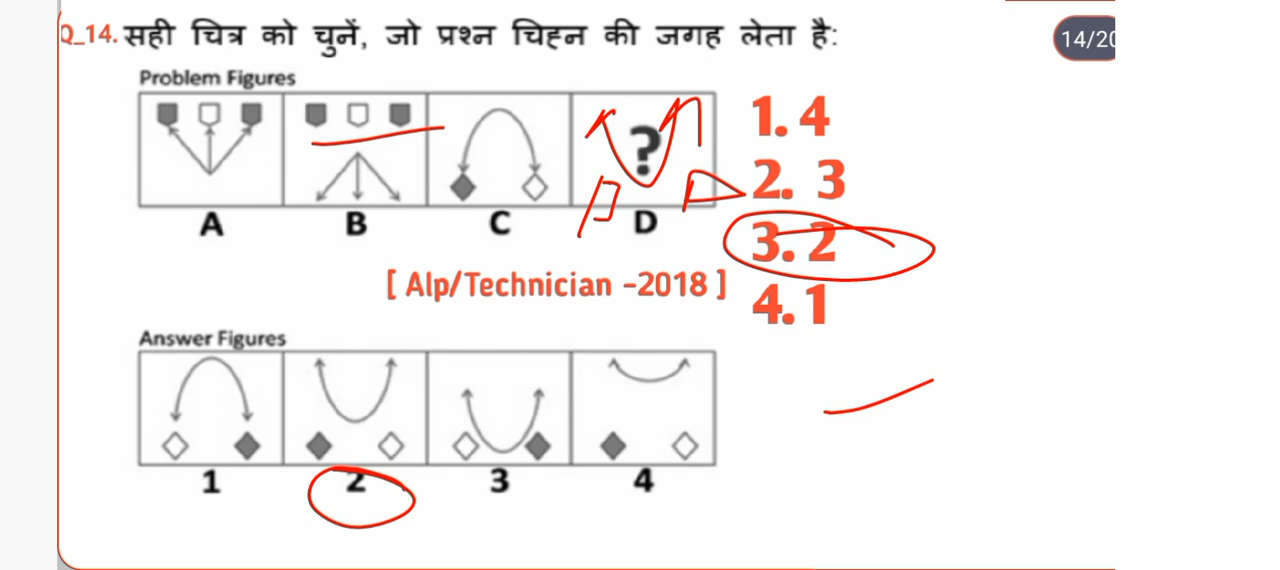 Q_14. सही चित्र को चुनें, जो प्रश्न चिह्न की जगह लेता है:
14/20
Problem Figures
?
A B C D
1. 4
2. 3
3. 2
4. 1
[ Alp/Technician -2018 ]
Answer Figures
1 2 3 4